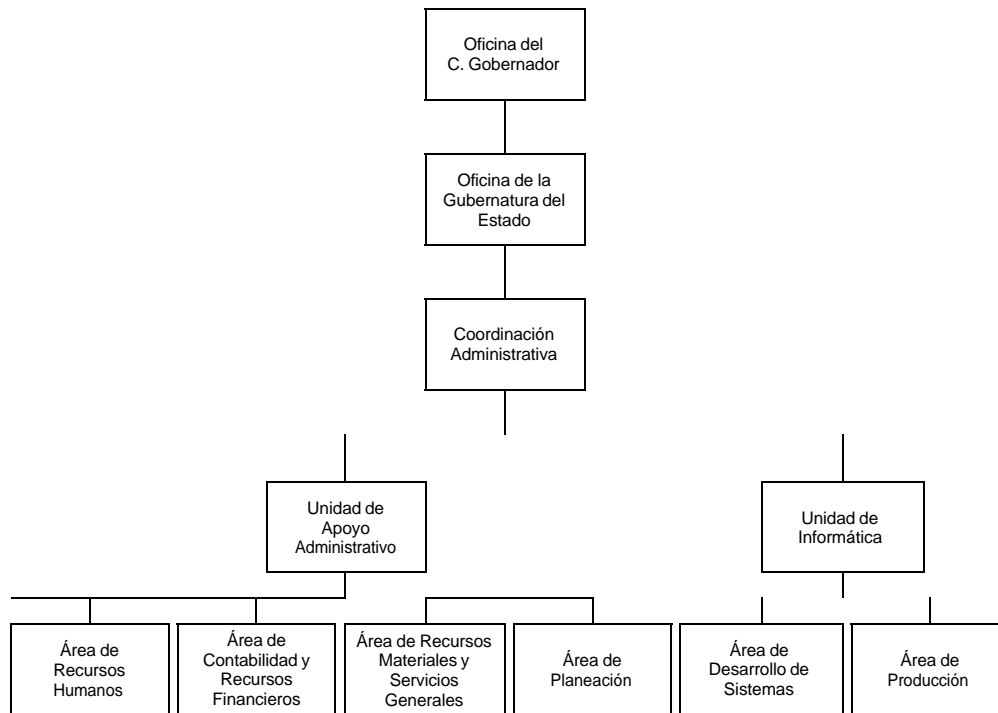 Oficina del
C. Gobernador
Oficina de la
Gubernatura del
Estado
Coordinación
Administrativa
Unidad de
Apoyo
Administrativo
Unidad de
Informática
Área de
Recursos
Humanos
Área de
Contabilidad y
Recursos
Financieros
Área de Recursos
Materiales y
Servicios
Generales
Área de
Planeación
Área de
Desarrollo de
Sistemas
Área de
Producción